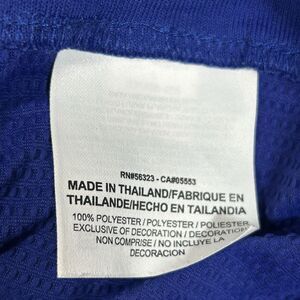 RN#56323 - CA#05553
MADE IN THAILAND/FABRIQUE EN
THAILANDE/HECHO EN TAILANDIA
100% POLYESTER / POLYESTER / POLIESTER
EXCLUSIVE OF DECORATION / DECORATION
NON COMPRISE / NO INCLUYE LA
DECORACION